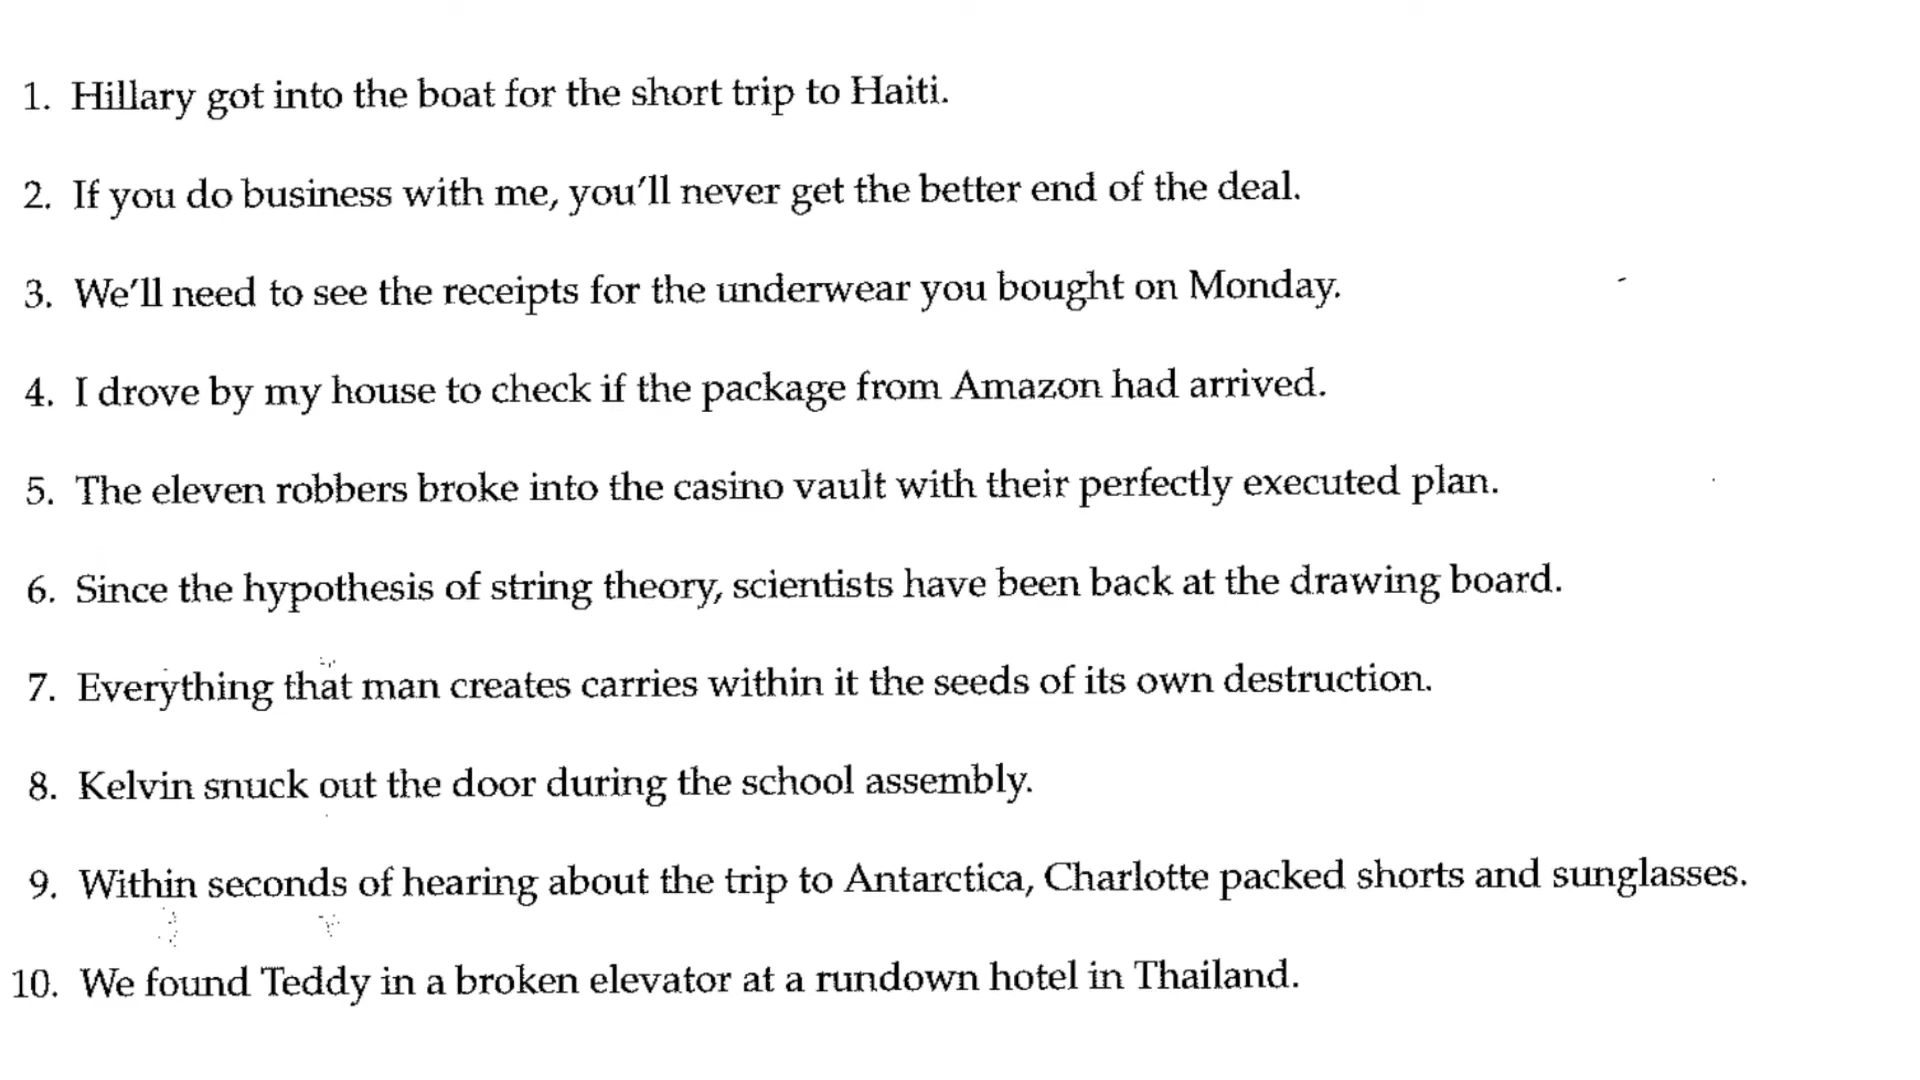 1. Hillary got into the boat for the short trip to Haiti.
2. If you do business with me, you'll never get the better end of the deal.
3. We'll need to see the receipts for the underwear you bought on Monday.
4. I drove by my house to check if the package from Amazon had arrived.
5. The eleven robbers broke into the casino vault with their perfectly executed plan.
6. Since the hypothesis of string theory, scientists have been back at the drawing board.
7. Everything that man creates carries within it the seeds of its own destruction.
8. Kelvin snuck out the door during the school assembly.
9. Within seconds of hearing about the trip to Antarctica, Charlotte packed shorts and sunglasses.
10. We found Teddy in a broken elevator at a rundown hotel in Thailand.